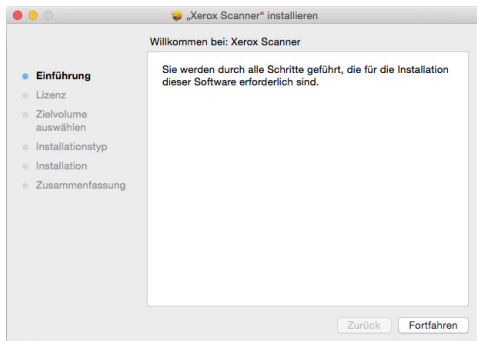 „Xerox Scanner“ installieren
Willkommen bei: Xerox Scanner
Einführung
Lizenz
Zielvolume
auswählen
Installationstyp
Installation
Zusammenfassung
Sie werden durch alle Schritte geführt, die für die Installation
dieser Software erforderlich sind.
Zurück
Fortfahren